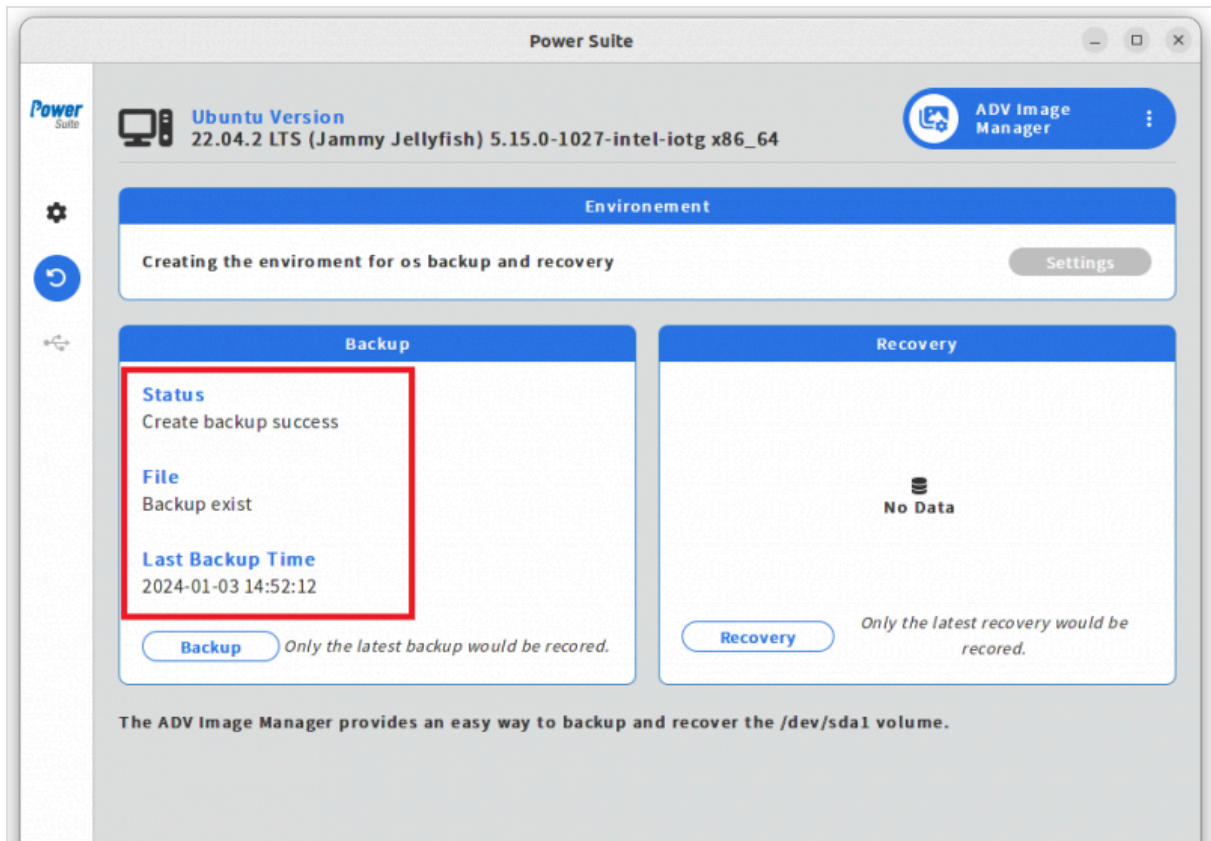 Power Suite
Power
Suite
Ubuntu Version
22.04.2 LTS (Jammy Jellyfish) 5.15.0-1027-intel-iotg x86_64
ADV Image
Manager
Environement
Creating the enviroment for os backup and recovery
Settings
Backup
Status
Create backup success
File
Backup exist
Last Backup Time
2024-01-03 14:52:12
Backup
Only the latest backup would be recored.
Recovery
No Data
Recovery
Only the latest recovery would be
recored.
The ADV Image Manager provides an easy way to backup and recover the /dev/sda1 volume.